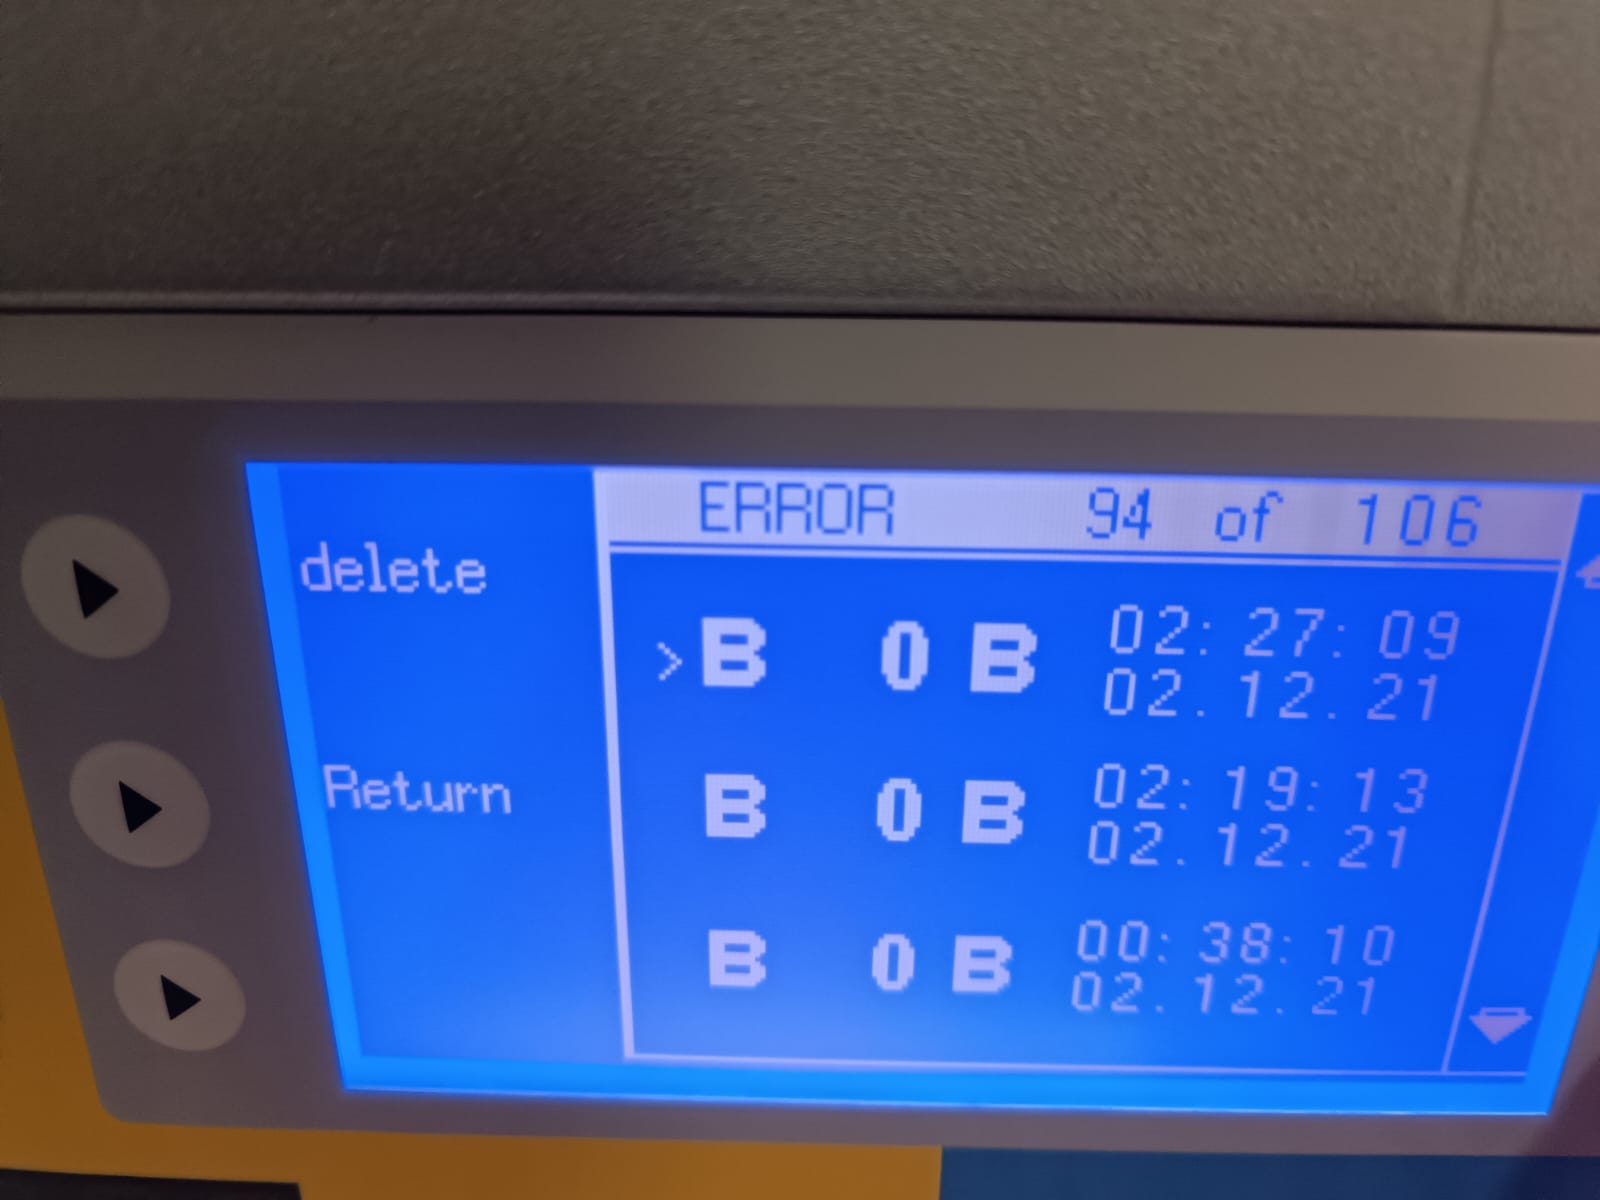 ERROR 94 of 106
delete
>B 0 B 02:27:09
02.12.21
Return
B 0 B 02:19:13
02.12.21
B 0 B 00:38:10
02.12.21